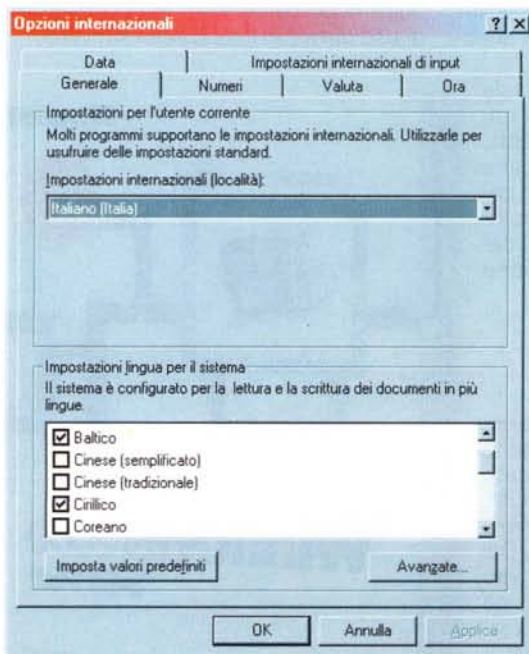 Opzioni internazionali
Data Impostazioni internazionali di input
Generale Numeri Valuta Ora
Impostazioni per l'utente corrente
Molti programmi supportano le impostazioni internazionali. Utilizzarle per
usufruire delle impostazioni standard.
Impostazioni internazionali (località):
Italiano (Italia)
Impostazioni lingua per il sistema
Il sistema è configurato per la lettura e la scrittura dei documenti in più
lingue.
Baltico
Cinese (semplificato)
Cinese (tradizionale)
Cirillico
Coreano
Imposta valori predefiniti Avanzate...
OK Annulla Applica